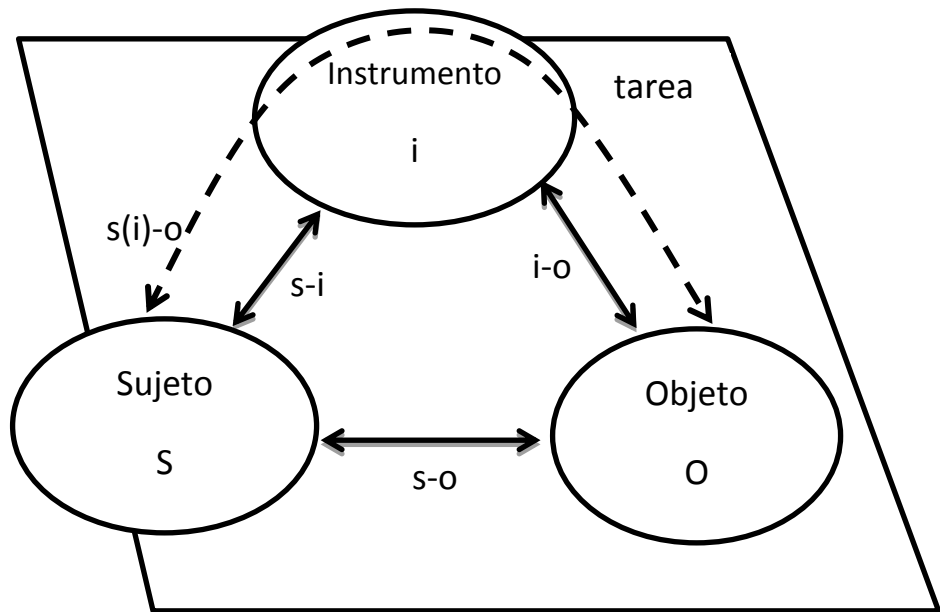 Instrumento
i
tarea
s(i)-o
s-i
i-o
Sujeto
S
Objeto
O
s-o